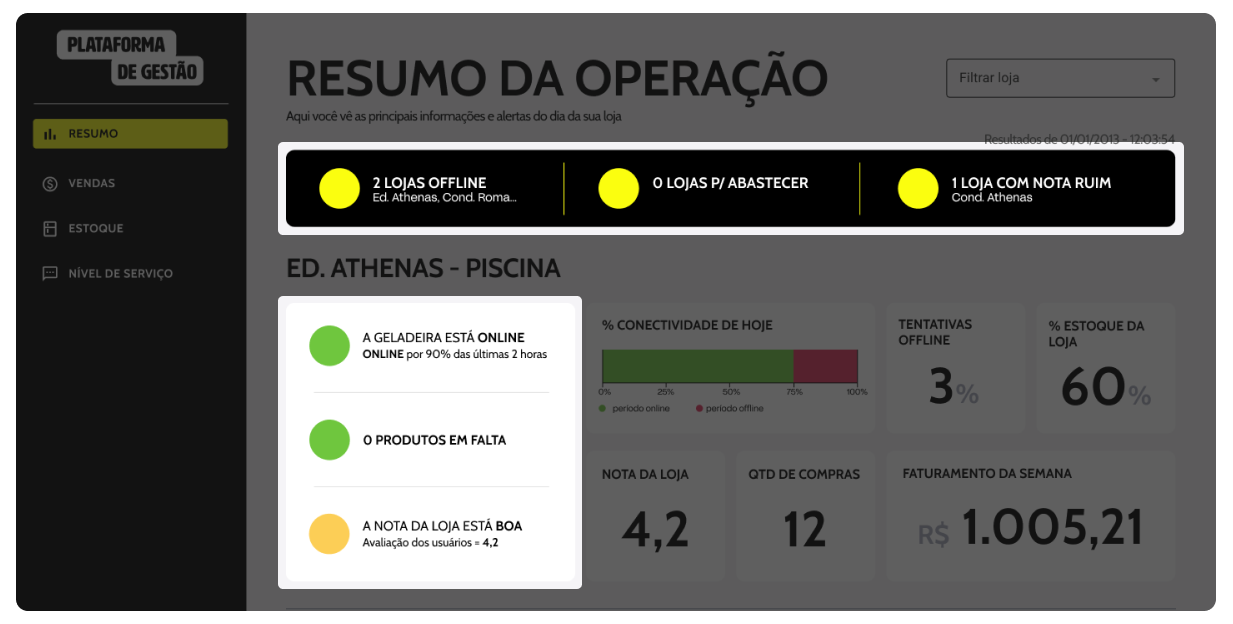 PLATAFORMA
DE GESTÃO
RESUMO
VENDAS
ESTOQUE
NÍVEL DE SERVIÇO
RESUMO DA OPERAÇÃO
Aqui você vê as principais informações e alertas do dia da sua loja
Filtrar loja
Resultados de 01/01/2013 - 12:03:54
2 LOJAS OFFLINE
Ed. Athenas, Cond. Roma...
0 LOJAS P/ ABASTECER
1 LOJA COM NOTA RUIM
Cond. Athenas
ED. ATHENAS - PISCINA
A GELADEIRA ESTÁ ONLINE
ONLINE por 90% das últimas 2 horas
0 PRODUTOS EM FALTA
A NOTA DA LOJA ESTÁ BOA
Avaliação dos usuários = 4,2
% CONECTIVIDADE DE HOJE
0% 25% 50% 75% 100%
período online período offline
TENTATIVAS
OFFLINE
3%
% ESTOQUE DA
LOJA
60%
NOTA DA LOJA
4,2
QTD DE COMPRAS
12
FATURAMENTO DA SEMANA
R$ 1.005,21